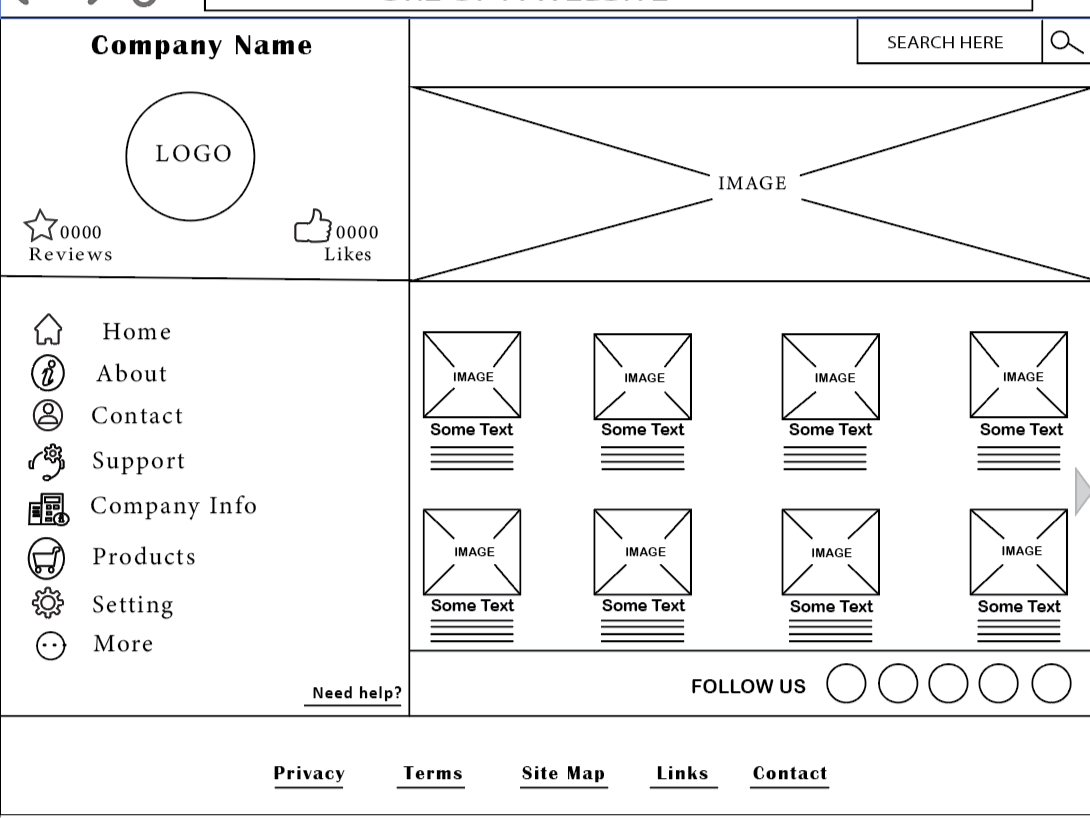 Company Name
SEARCH HERE
LOGO
IMAGE
0000
Reviews
0000
Likes
Home
About
Contact
Support
Company Info
Products
Setting
More
Need help?
IMAGE
IMAGE
IMAGE
IMAGE
Some Text
Some Text
Some Text
Some Text
IMAGE
IMAGE
IMAGE
IMAGE
Some Text
Some Text
Some Text
Some Text
FOLLOW US
Privacy
Terms
Site Map
Links
Contact